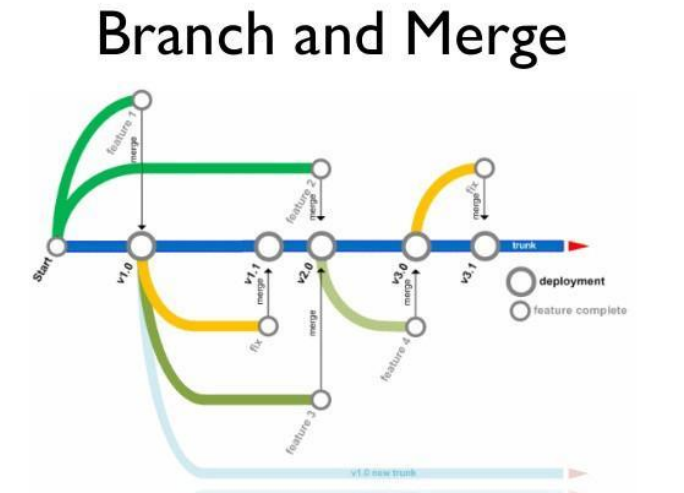 Branch and Merge
feature 1
merge
feature 2
merge
fix
merge
Start
v1.0
v1.1
v2.0
v3.0
v3.1
trunk
deployment
feature complete
merge
fix
merge
merge
feature 4
feature 3
v1.0 new trunk